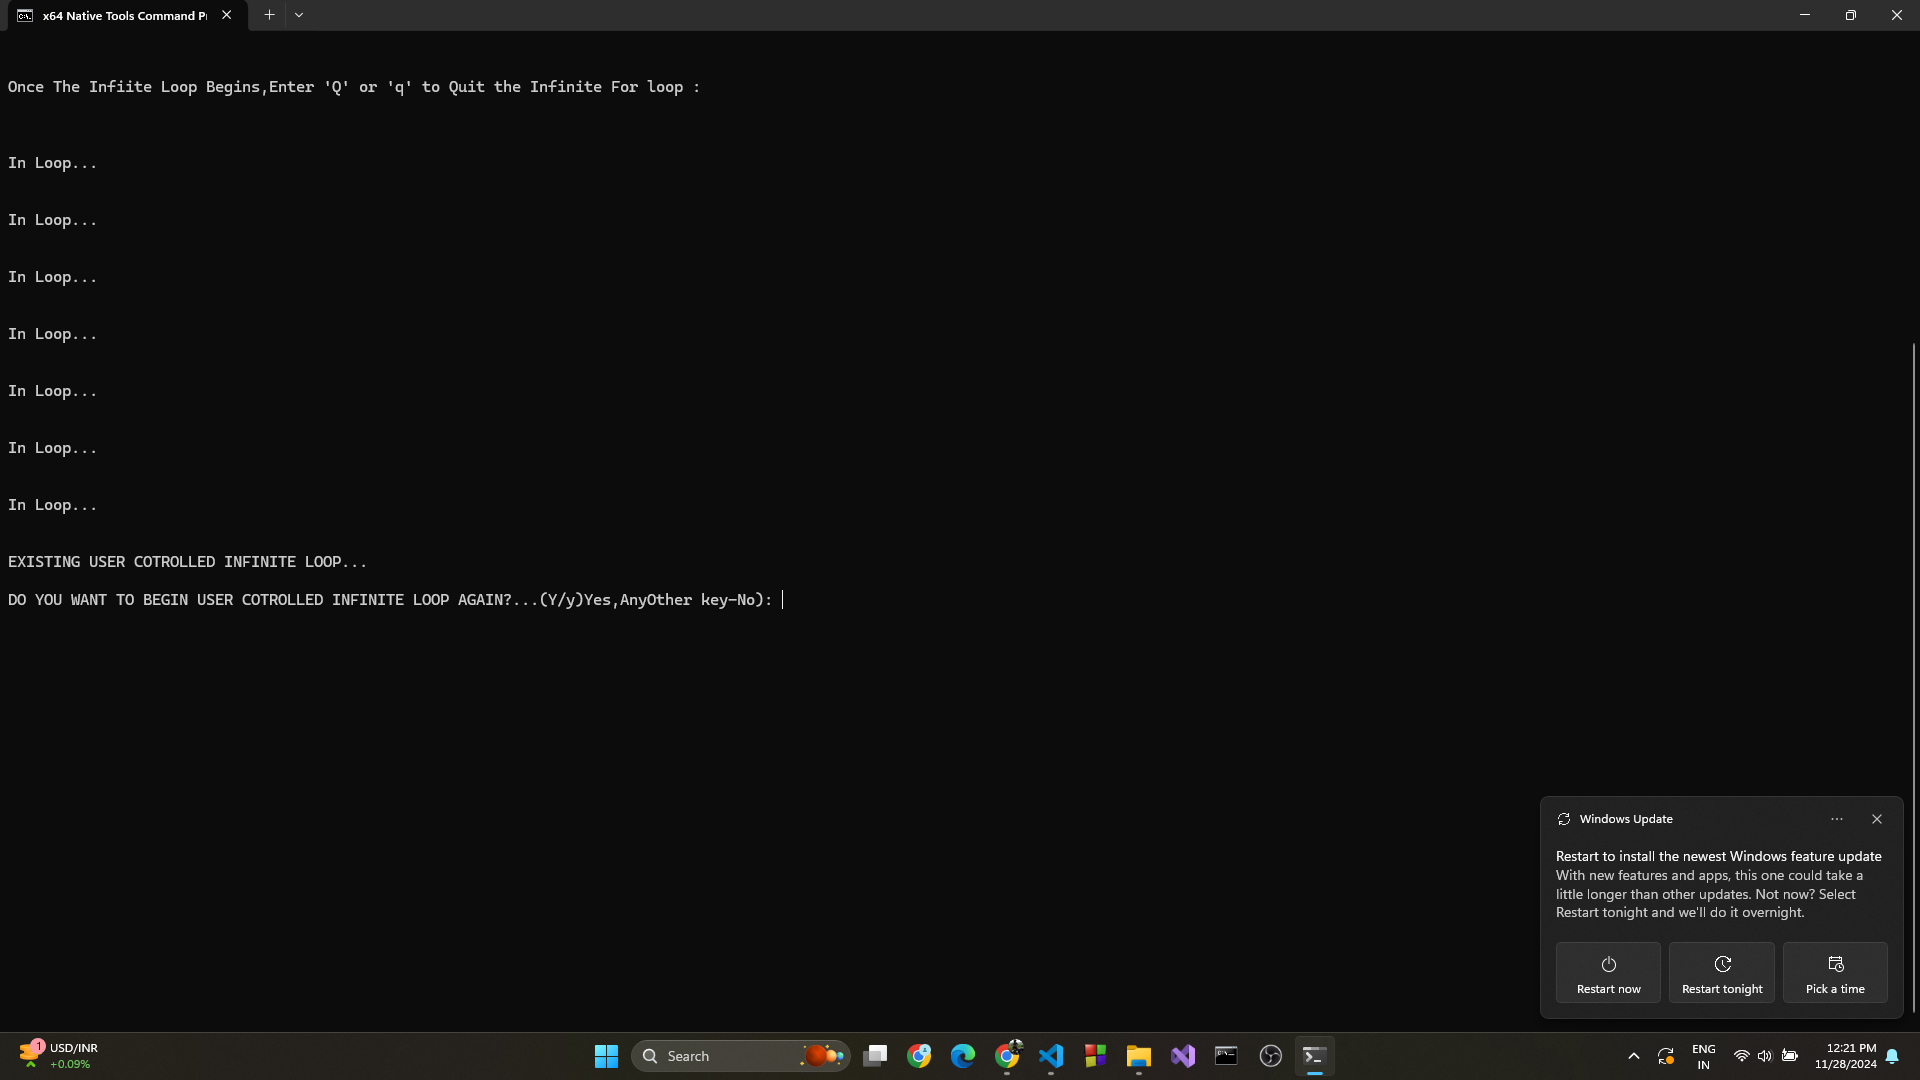 x64 Native Tools Command Pr
Once The Infiite Loop Begins,Enter 'Q' or 'q' to Quit the Infinite For loop :
In Loop...
In Loop...
In Loop...
In Loop...
In Loop...
In Loop...
In Loop...
EXISTING USER COTROLLED INFINITE LOOP...
DO YOU WANT TO BEGIN USER COTROLLED INFINITE LOOP AGAIN?...(Y/y)Yes,AnyOther key-No):
Windows Update
Restart to install the newest Windows feature update
With new features and apps, this one could take a
little longer than other updates. Not now? Select
Restart tonight and we'll do it overnight.
Restart now
Restart tonight
Pick a time
1
USD/INR
+0.09%
Search
ENG
IN
12:21 PM
11/28/2024